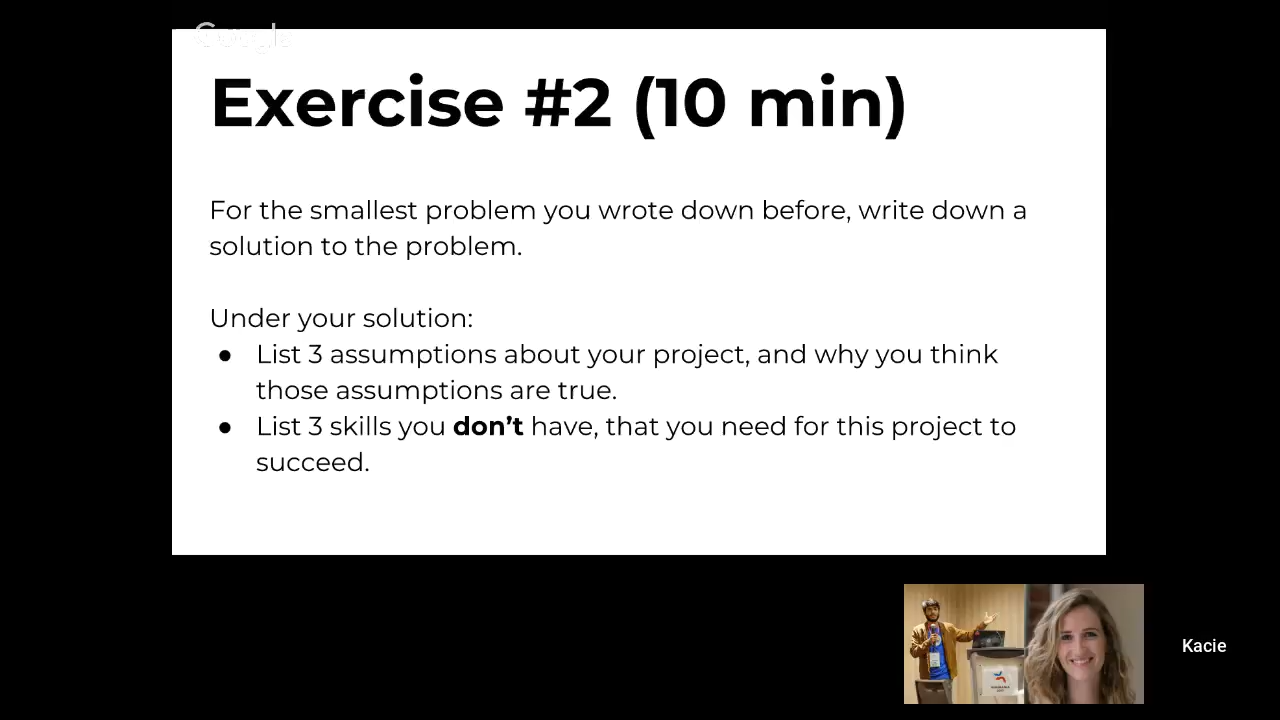 Google
Exercise #2 (10 min)
For the smallest problem you wrote down before, write down a
solution to the problem.
Under your solution:
● List 3 assumptions about your project, and why you think
those assumptions are true.
● List 3 skills you don't have, that you need for this project to
succeed.
Kacie